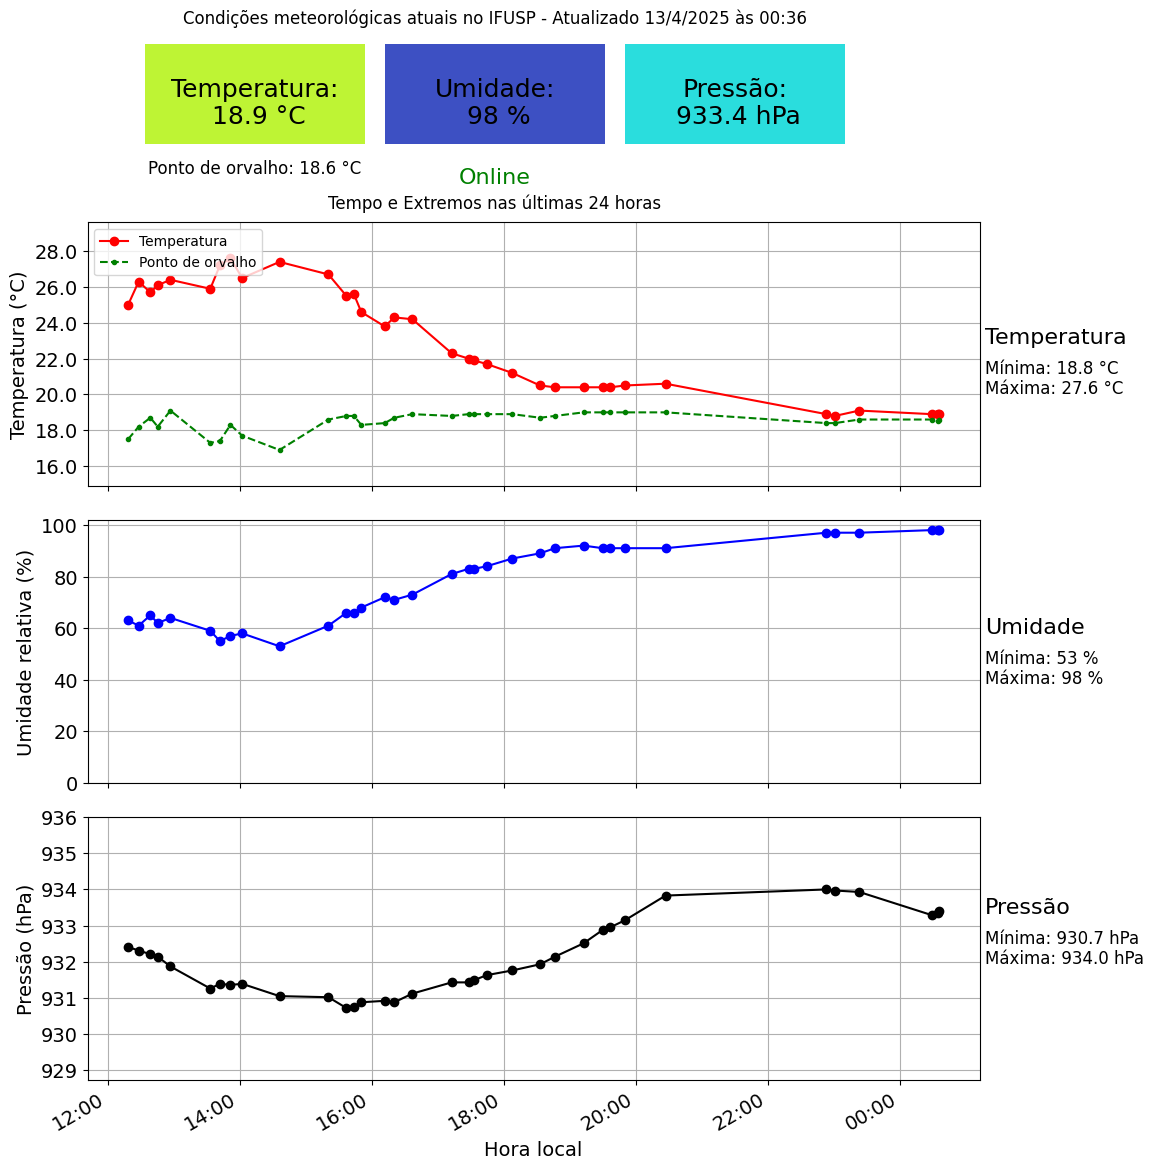 Condições meteorológicas atuais no IFUSP - Atualizado 13/4/2025 às 00:36
Temperatura:
18.9 °C
Umidade:
98 %
Pressão:
933.4 hPa
Ponto de orvalho: 18.6 °C
Online
Tempo e Extremos nas últimas 24 horas
Temperatura
Ponto de orvalho
Temperatura (°C)
28.0
26.0
24.0
22.0
20.0
18.0
16.0
Temperatura
Mínima: 18.8 °C
Máxima: 27.6 °C
Umidade relativa (%)
100
80
60
40
20
0
Umidade
Mínima: 53 %
Máxima: 98 %
Pressão (hPa)
936
935
934
933
932
931
930
929
Pressão
Mínima: 930.7 hPa
Máxima: 934.0 hPa
12:00
14:00
16:00
18:00
20:00
22:00
00:00
Hora local